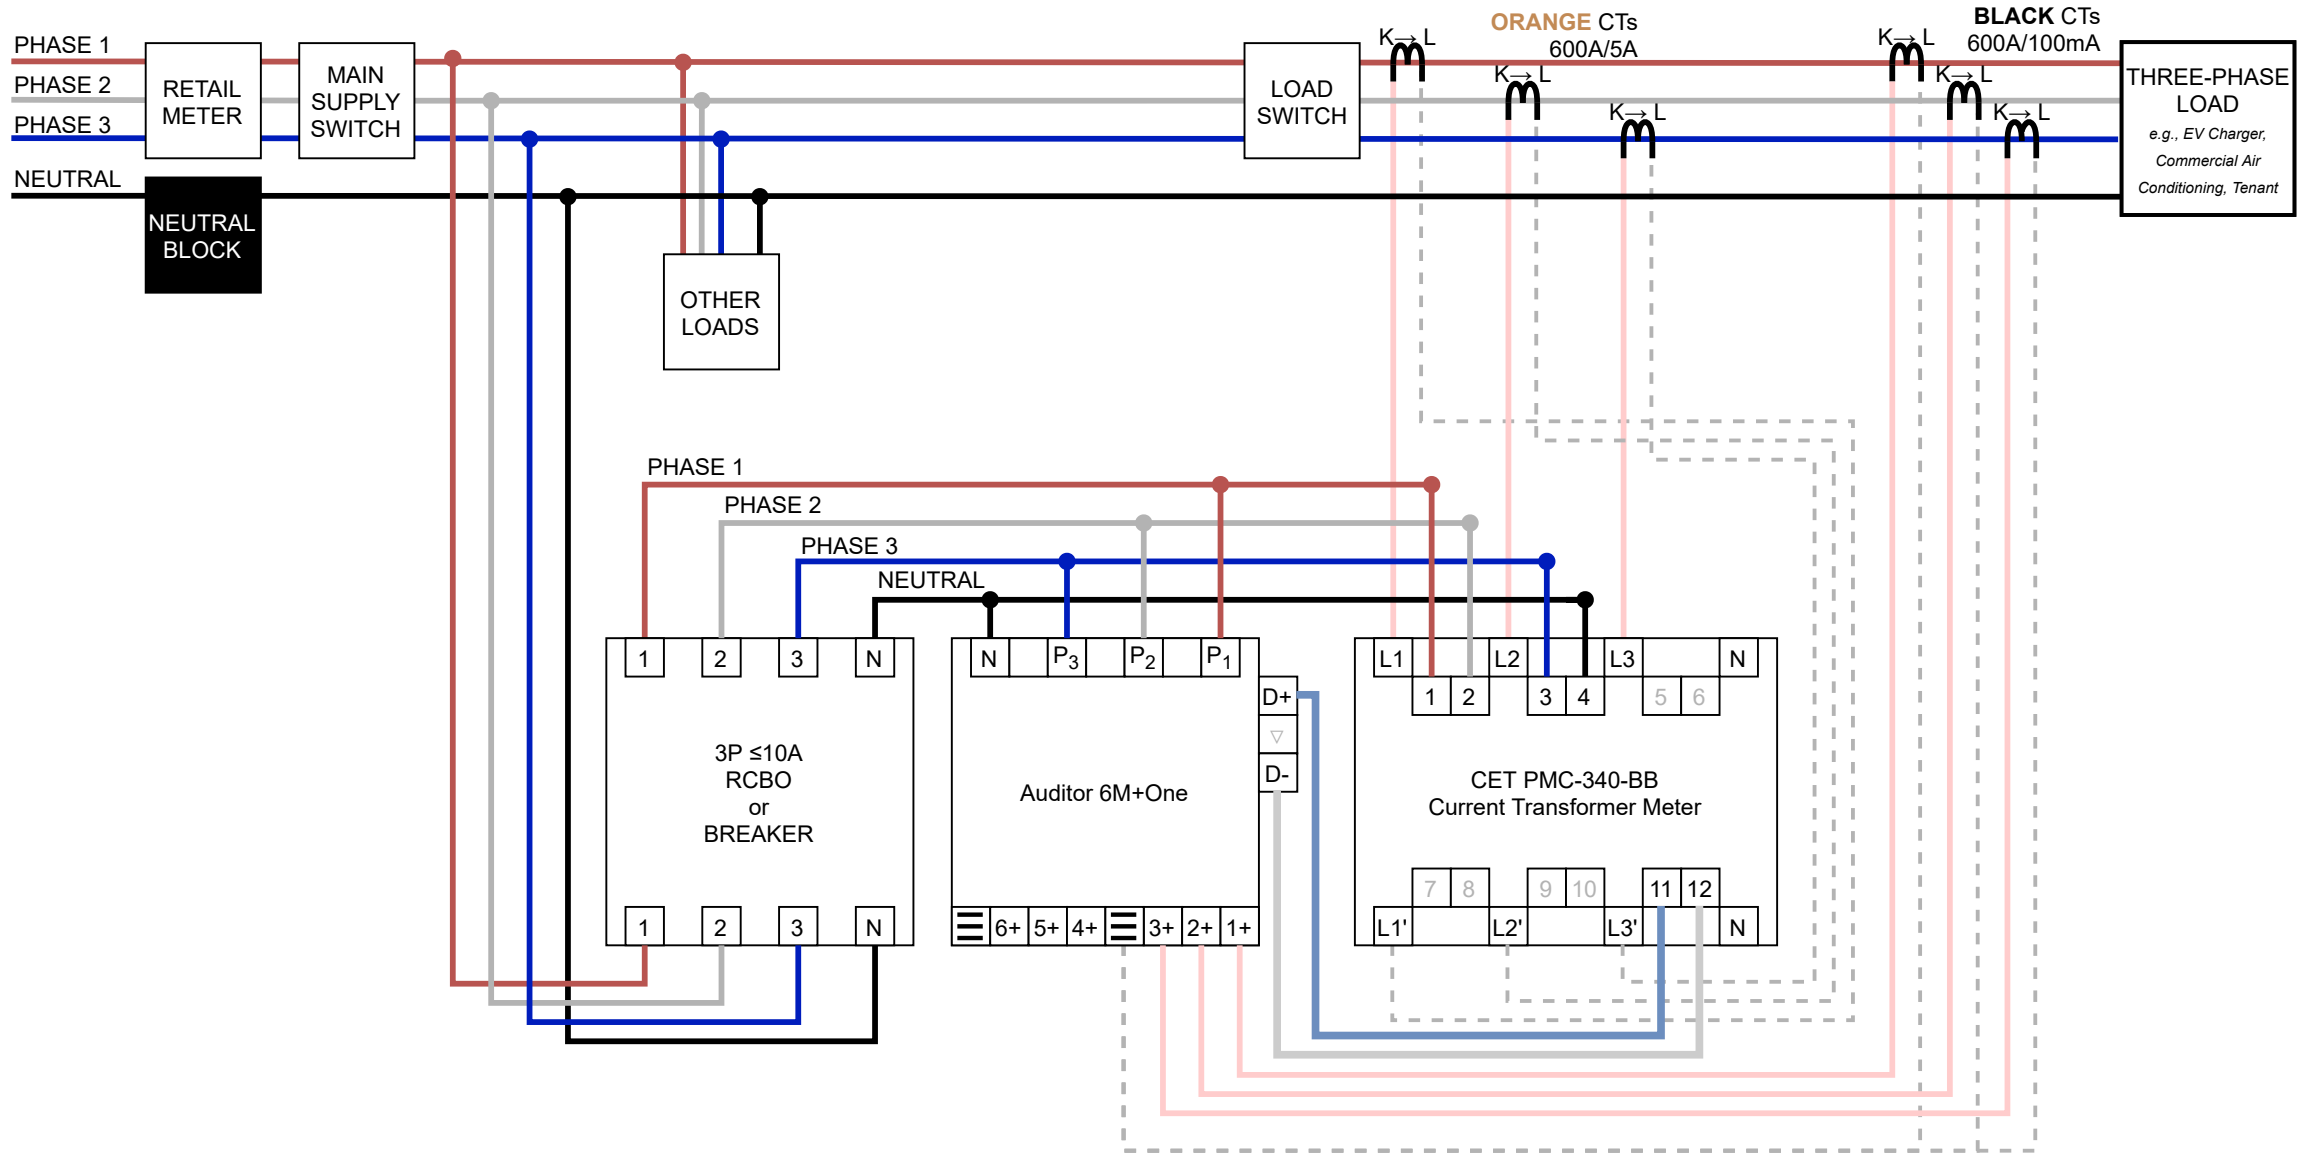 ORANGE CTs
600A/5A
BLACK CTs
600A/100mA
K→L
K→L
K→L
K→L
K→L
K→L
PHASE 1
PHASE 2
PHASE 3
NEUTRAL
RETAIL
METER
MAIN
SUPPLY
SWITCH
LOAD
SWITCH
THREE-PHASE
LOAD
e.g., EV Charger,
Commercial Air
Conditioning, Tenant
NEUTRAL
BLOCK
OTHER
LOADS
PHASE 1
PHASE 2
PHASE 3
NEUTRAL
1 2 3 N
3P ≤10A
RCBO
or
BREAKER
1 2 3 N
N P3 P2 P1
D+
▽
D-
Auditor 6M+One
6+ 5+ 4+ 3+ 2+ 1+
L1 L2 L3 N
1 2 3 4 5 6
CET PMC-340-BB
Current Transformer Meter
7 8 9 10 11 12
L1' L2' L3' N